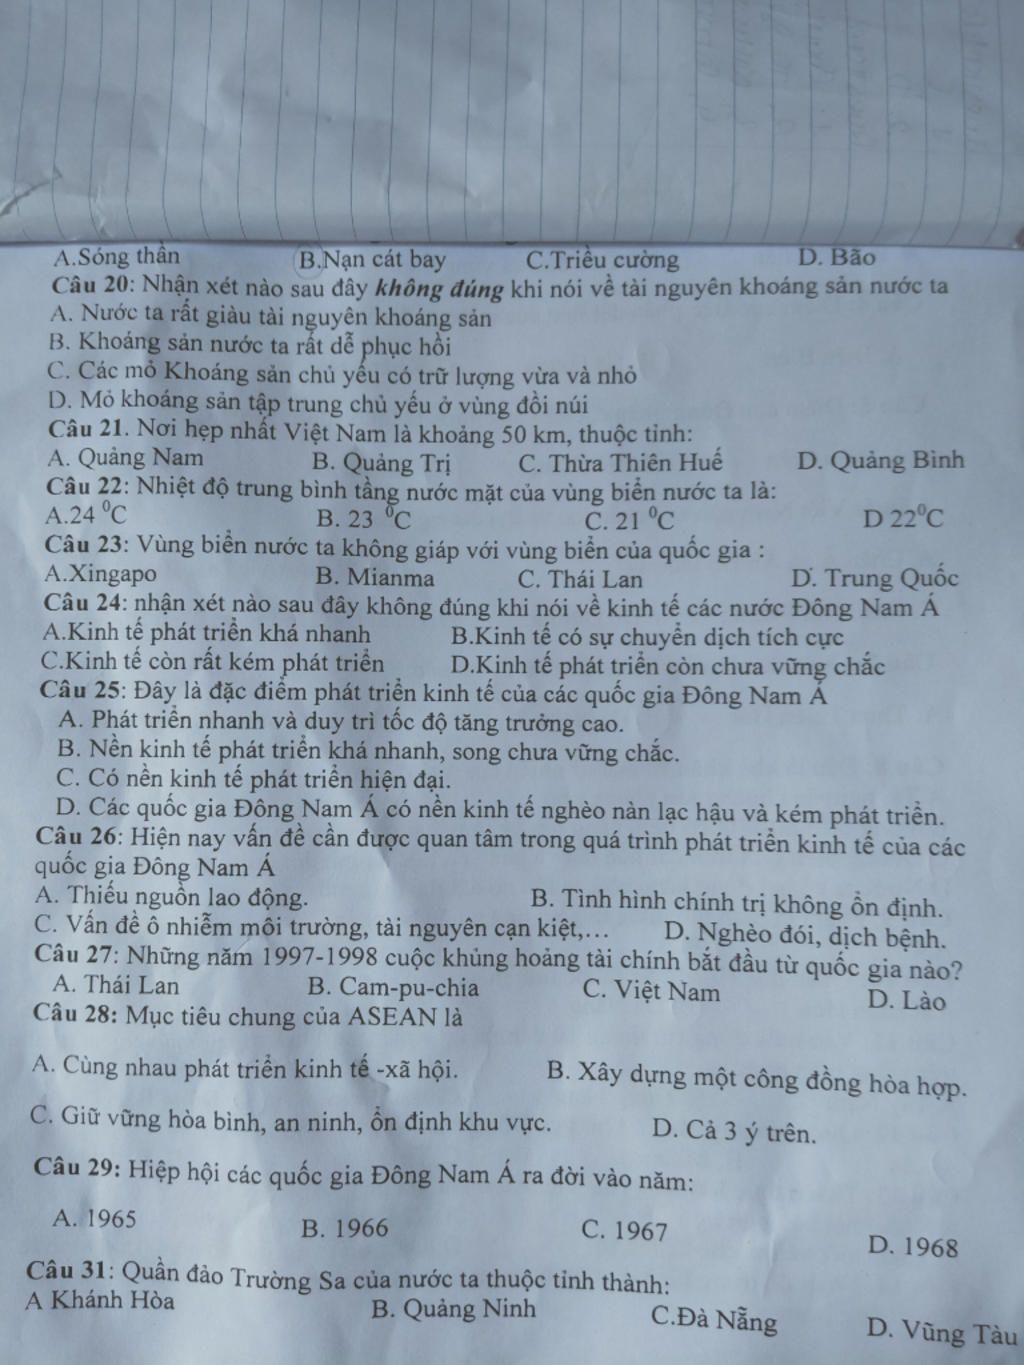 A.Sóng thần B.Nạn cát bay C.Triều cường D. Bão
Câu 20: Nhận xét nào sau đây không đúng khi nói về tài nguyên khoáng sản nước ta
A. Nước ta rất giàu tài nguyên khoáng sản
B. Khoáng sản nước ta rất dễ phục hồi
C. Các mỏ Khoáng sản chủ yếu có trữ lượng vừa và nhỏ
D. Mỏ khoáng sản tập trung chủ yếu ở vùng đồi núi
Câu 21. Nơi hẹp nhất Việt Nam là khoảng 50 km, thuộc tỉnh:
A. Quảng Nam B. Quảng Trị C. Thừa Thiên Huế D. Quảng Bình
Câu 22: Nhiệt độ trung bình tầng nước mặt của vùng biển nước ta là:
A.24 ⁰C B. 23 ⁰C C. 21 ⁰C D 22⁰C
Câu 23: Vùng biển nước ta không giáp với vùng biển của quốc gia :
A.Xingapo B. Mianma C. Thái Lan D. Trung Quốc
Câu 24: nhận xét nào sau đây không đúng khi nói về kinh tế các nước Đông Nam Á
A.Kinh tế phát triển khá nhanh B.Kinh tế có sự chuyển dịch tích cực
C.Kinh tế còn rất kém phát triển D.Kinh tế phát triển còn chưa vững chắc
Câu 25: Đây là đặc điểm phát triển kinh tế của các quốc gia Đông Nam Á
A. Phát triển nhanh và duy trì tốc độ tăng trưởng cao.
B. Nền kinh tế phát triển khá nhanh, song chưa vững chắc.
C. Có nền kinh tế phát triển hiện đại.
D. Các quốc gia Đông Nam Á có nền kinh tế nghèo nàn lạc hậu và kém phát triển.
Câu 26: Hiện nay vấn đề cần được quan tâm trong quá trình phát triển kinh tế của các
quốc gia Đông Nam Á
A. Thiếu nguồn lao động. B. Tình hình chính trị không ổn định.
C. Vấn đề ô nhiễm môi trường, tài nguyên cạn kiệt,… D. Nghèo đói, dịch bệnh.
Câu 27: Những năm 1997-1998 cuộc khủng hoảng tài chính bắt đầu từ quốc gia nào?
A. Thái Lan B. Cam-pu-chia C. Việt Nam D. Lào
Câu 28: Mục tiêu chung của ASEAN là
A. Cùng nhau phát triển kinh tế -xã hội. B. Xây dựng một công đồng hòa hợp.
C. Giữ vững hòa bình, an ninh, ổn định khu vực. D. Cả 3 ý trên.
Câu 29: Hiệp hội các quốc gia Đông Nam Á ra đời vào năm:
A. 1965 B. 1966 C. 1967 D. 1968
Câu 31: Quần đảo Trường Sa của nước ta thuộc tỉnh thành:
A Khánh Hòa B. Quảng Ninh C.Đà Nẵng D. Vũng Tàu